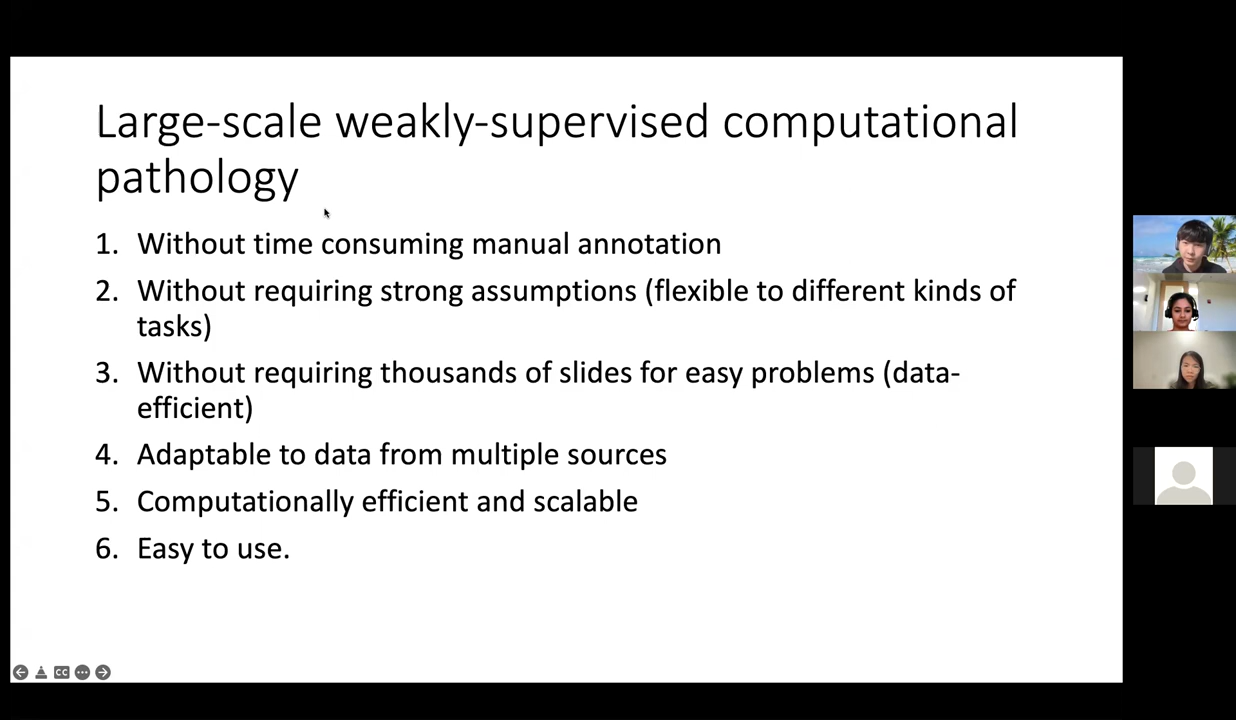 Large-scale weakly-supervised computational
pathology
1. Without time consuming manual annotation
2. Without requiring strong assumptions (flexible to different kinds of
tasks)
3. Without requiring thousands of slides for easy problems (data-
efficient)
4. Adaptable to data from multiple sources
5. Computationally efficient and scalable
6. Easy to use.
CC